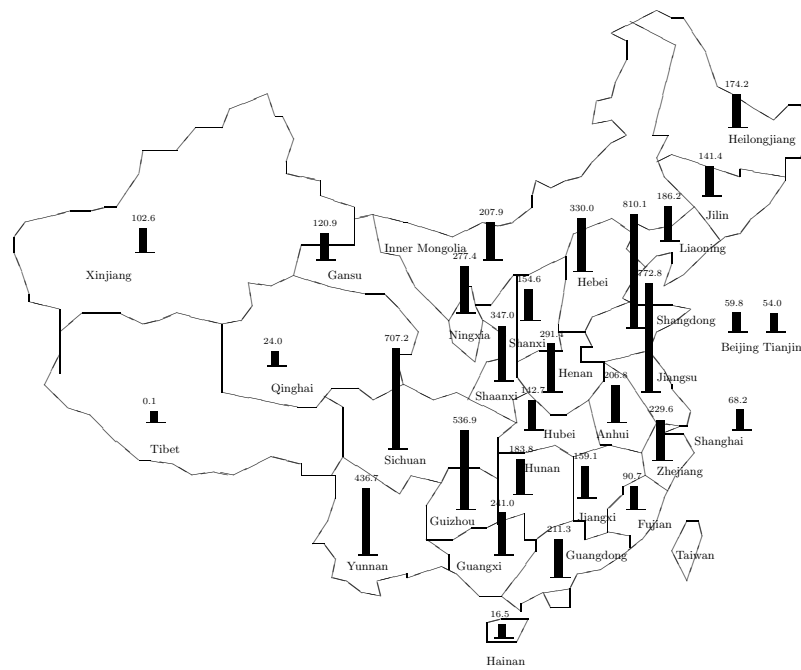 174.2
Heilongjiang
141.4
Jilin
186.2
Liaoning
810.1
330.0
Hebei
207.9
Inner Mongolia
277.4
120.9
Gansu
102.6
Xinjiang
772.8
Shangdong
154.6
Shanxi
Ningxia
347.0
291.4
59.8
Beijing
54.0
Tianjin
Henan
Jiangsu
Shaanxi
707.2
24.0
Qinghai
0.1
Tibet
142.7
Hubei
206.8
Anhui
229.6
68.2
Shanghai
Zhejiang
536.9
Sichuan
183.8
Hunan
159.1
Jiangxi
90.7
Fujian
436.7
Yunnan
Guizhou
241.0
Guangxi
211.3
Guangdong
Taiwan
16.5
Hainan